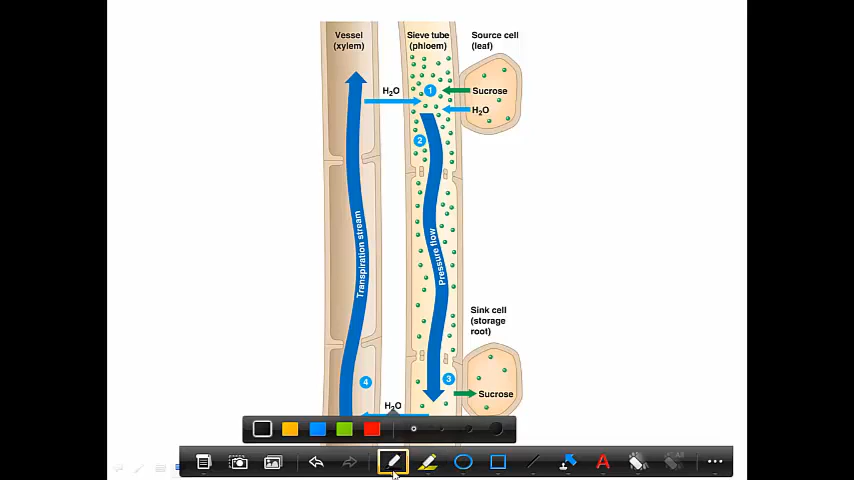 Vessel
(xylem)
Sieve tube
(phloem)
Source cell
(leaf)
H₂O
1
Sucrose
H₂O
2
Transpiration stream
Pressure flow
Sink cell
(storage
root)
4
3
Sucrose
H₂O
A